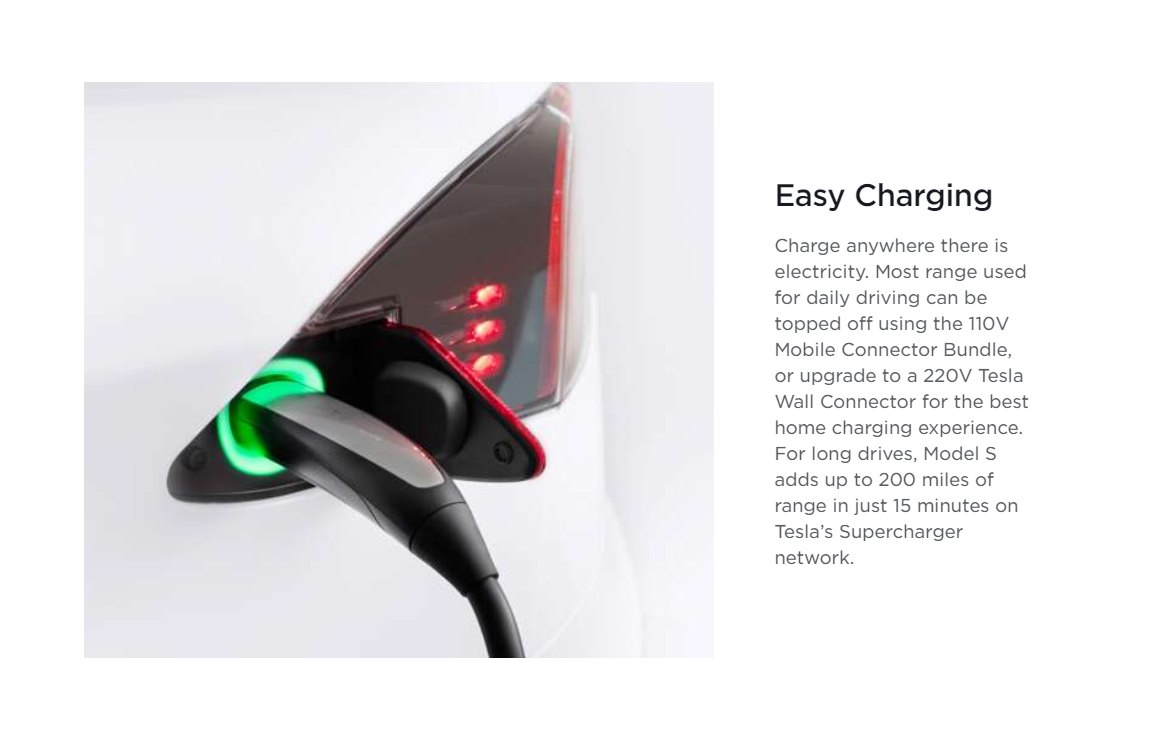 Easy Charging
Charge anywhere there is
electricity. Most range used
for daily driving can be
topped off using the 110V
Mobile Connector Bundle,
or upgrade to a 220V Tesla
Wall Connector for the best
home charging experience.
For long drives, Model S
adds up to 200 miles of
range in just 15 minutes on
Tesla’s Supercharger
network.